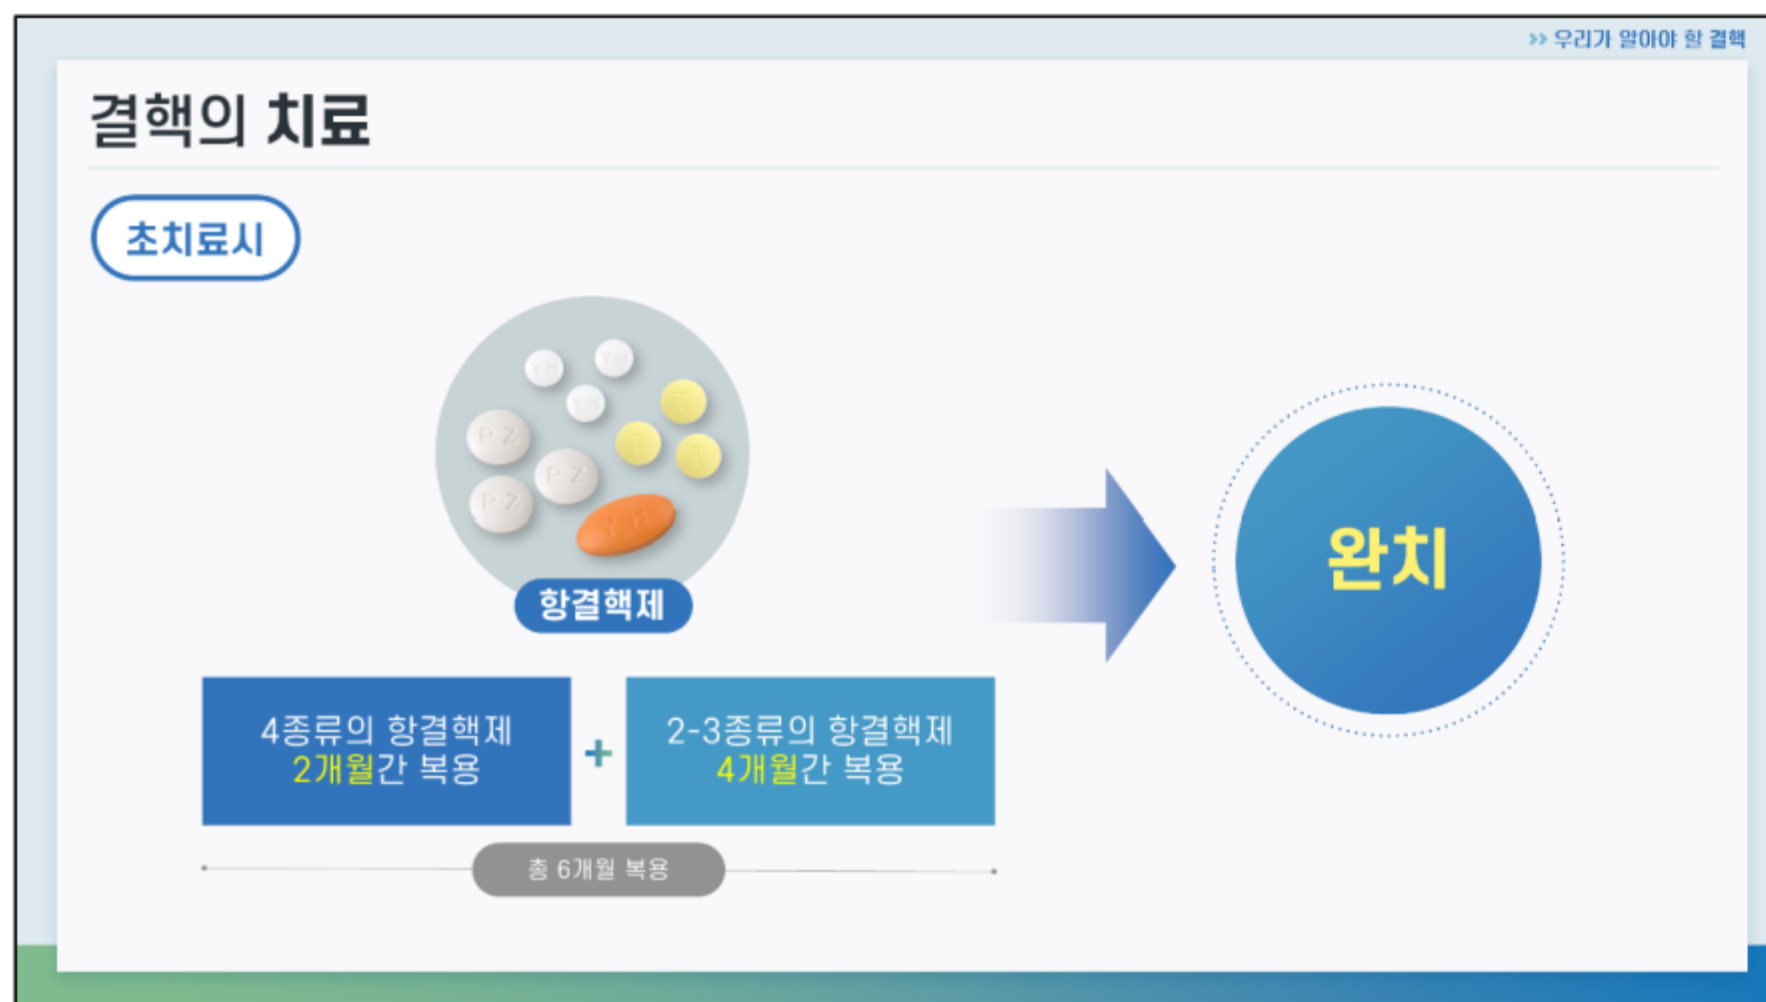 >> 우리가 알아야 할 결핵
결핵의 치료
초치료시
YH
YH
YH
T
T
T
P Z
P Z
P Z
Y H
항결핵제
4종류의 항결핵제
2개월간 복용
+
2-3종류의 항결핵제
4개월간 복용
총 6개월 복용
완치